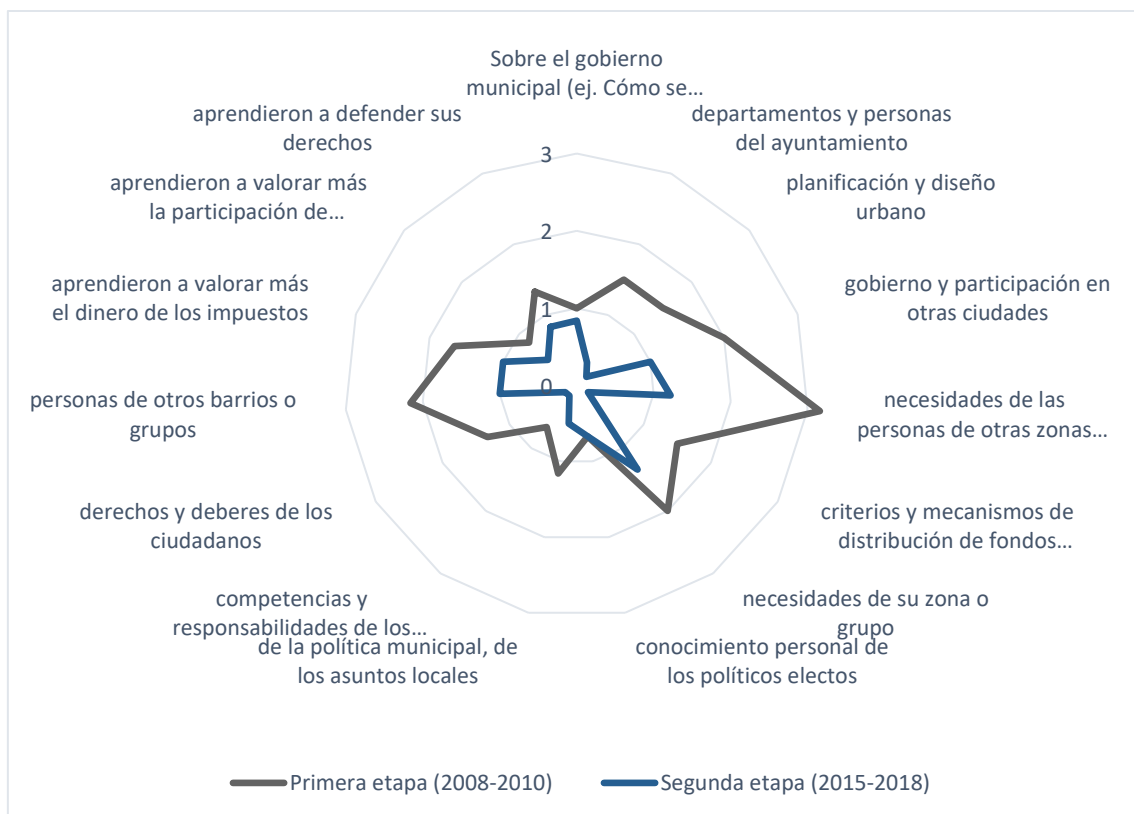 Sobre el gobierno
municipal (ej. Cómo se...
departamentos y personas
del ayuntamiento
planificación y diseño
urbano
gobierno y participación en
otras ciudades
necesidades de las
personas de otras zonas...
criterios y mecanismos de
distribución de fondos...
necesidades de su zona o
grupo
conocimiento personal de
los políticos electos
de la política municipal, de
los asuntos locales
competencias y
responsabilidades de los...
derechos y deberes de los
ciudadanos
personas de otros barrios o
grupos
aprendieron a valorar más
el dinero de los impuestos
aprendieron a valorar más
la participación de...
aprendieron a defender sus
derechos
3
2
1
0
Primera etapa (2008-2010)
Segunda etapa (2015-2018)